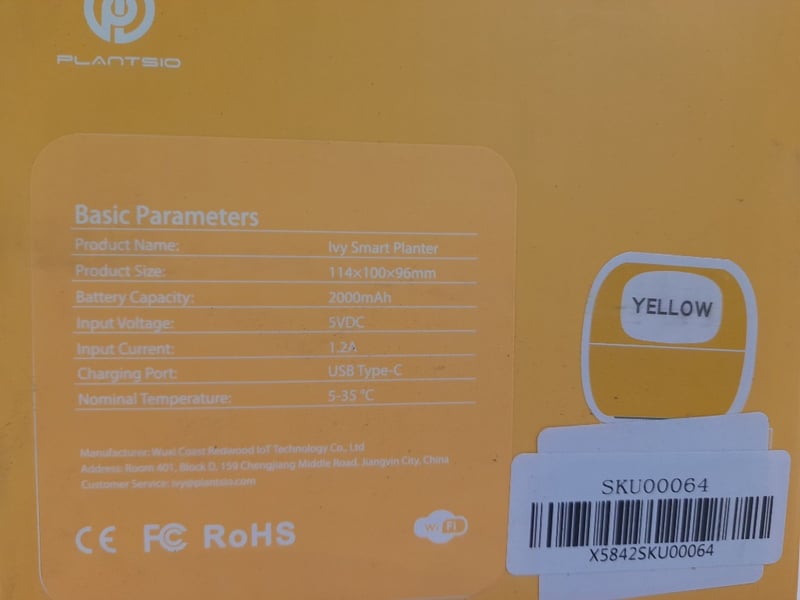 PLANTSIO
Basic Parameters
Product Name: Ivy Smart Planter
Product Size: 114×100×96mm
Battery Capacity: 2000mAh
Input Voltage: 5VDC
Input Current: 1.2A
Charging Port: USB Type-C
Nominal Temperature: 5-35 °C
Manufacturer: Wuxi Coast Redwood IoT Technology Co., Ltd
Address: Room 401, Block D, 159 Chengjiang Middle Road, Jiangyin City, China
Customer Service: ivy@plantsio.com
CE FC RoHS
Wi Fi
YELLOW
SKU00064
X5842SKU00064